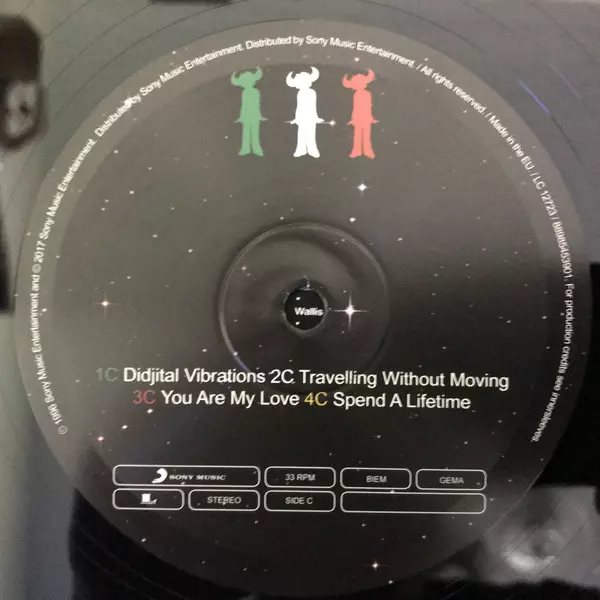 ℗ 1996 Sony Music Entertainment and © 2017 Sony Music Entertainment. Distributed by Sony Music Entertainment. Distributed by Sony Music Entertainment. / All rights reserved. / Made in the EU / LC 12723 / 88985453901. For production credits see innersleeves.
Wallis
1C Didjital Vibrations 2C Travelling Without Moving
3C You Are My Love 4C Spend A Lifetime
SONY MUSIC
33 RPM
BIEM
GEMA
STEREO
SIDE C